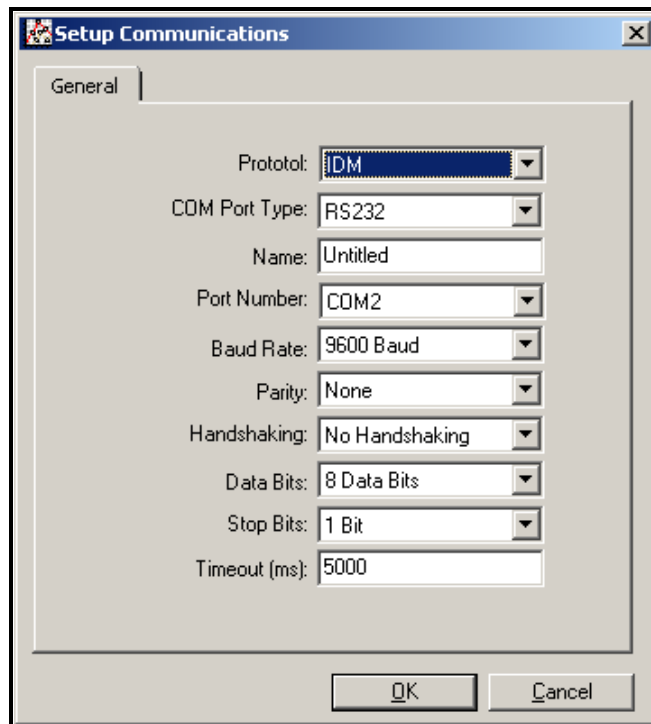 Setup Communications
General
Prototol: IDM
COM Port Type: RS232
Name: Untitled
Port Number: COM2
Baud Rate: 9600 Baud
Parity: None
Handshaking: No Handshaking
Data Bits: 8 Data Bits
Stop Bits: 1 Bit
Timeout (ms): 5000
OK Cancel